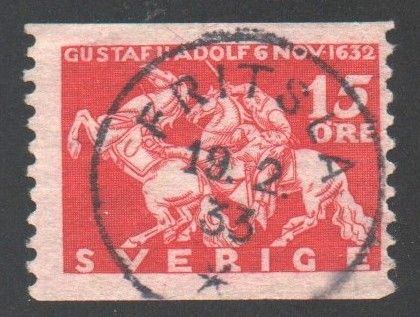 GUSTAF II ADOLF 6 NOV. 1632
15
ÖRE
FRITSLA
19. 2.
33
SVERIGE